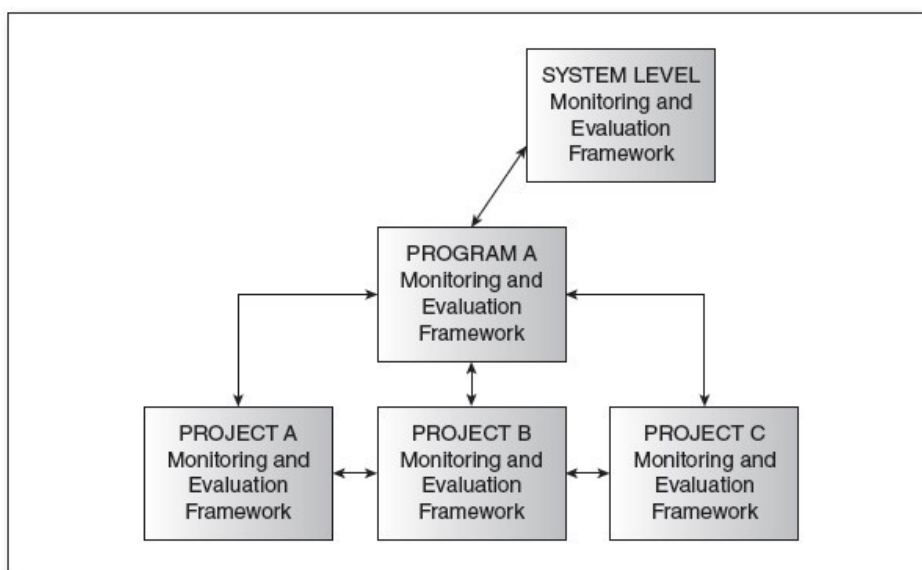 SYSTEM LEVEL
Monitoring and
Evaluation
Framework
PROGRAM A
Monitoring and
Evaluation
Framework
PROJECT A
Monitoring and
Evaluation
Framework
PROJECT B
Monitoring and
Evaluation
Framework
PROJECT C
Monitoring and
Evaluation
Framework